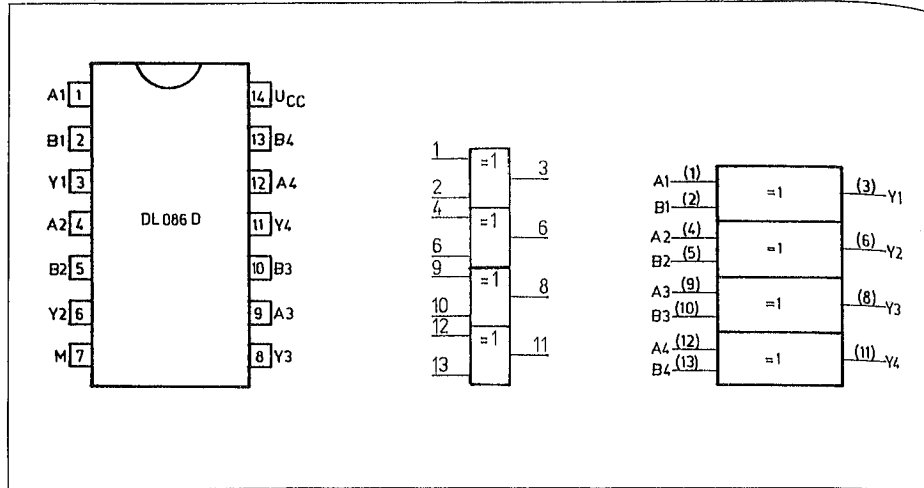 A1 1 14 UCC
B1 2 13 B4
Y1 3 12 A4
DL 086 D
A2 4 11 Y4
B2 5 10 B3
Y2 6 9 A3
M 7 8 Y3
1 =1 3
2
4 =1 6
6
9 =1 8
10
12 =1 11
13
A1 (1) =1 (3) Y1
B1 (2)
A2 (4) =1 (6) Y2
B2 (5)
A3 (9) =1 (8) Y3
B3 (10)
A4 (12) =1 (11) Y4
B4 (13)